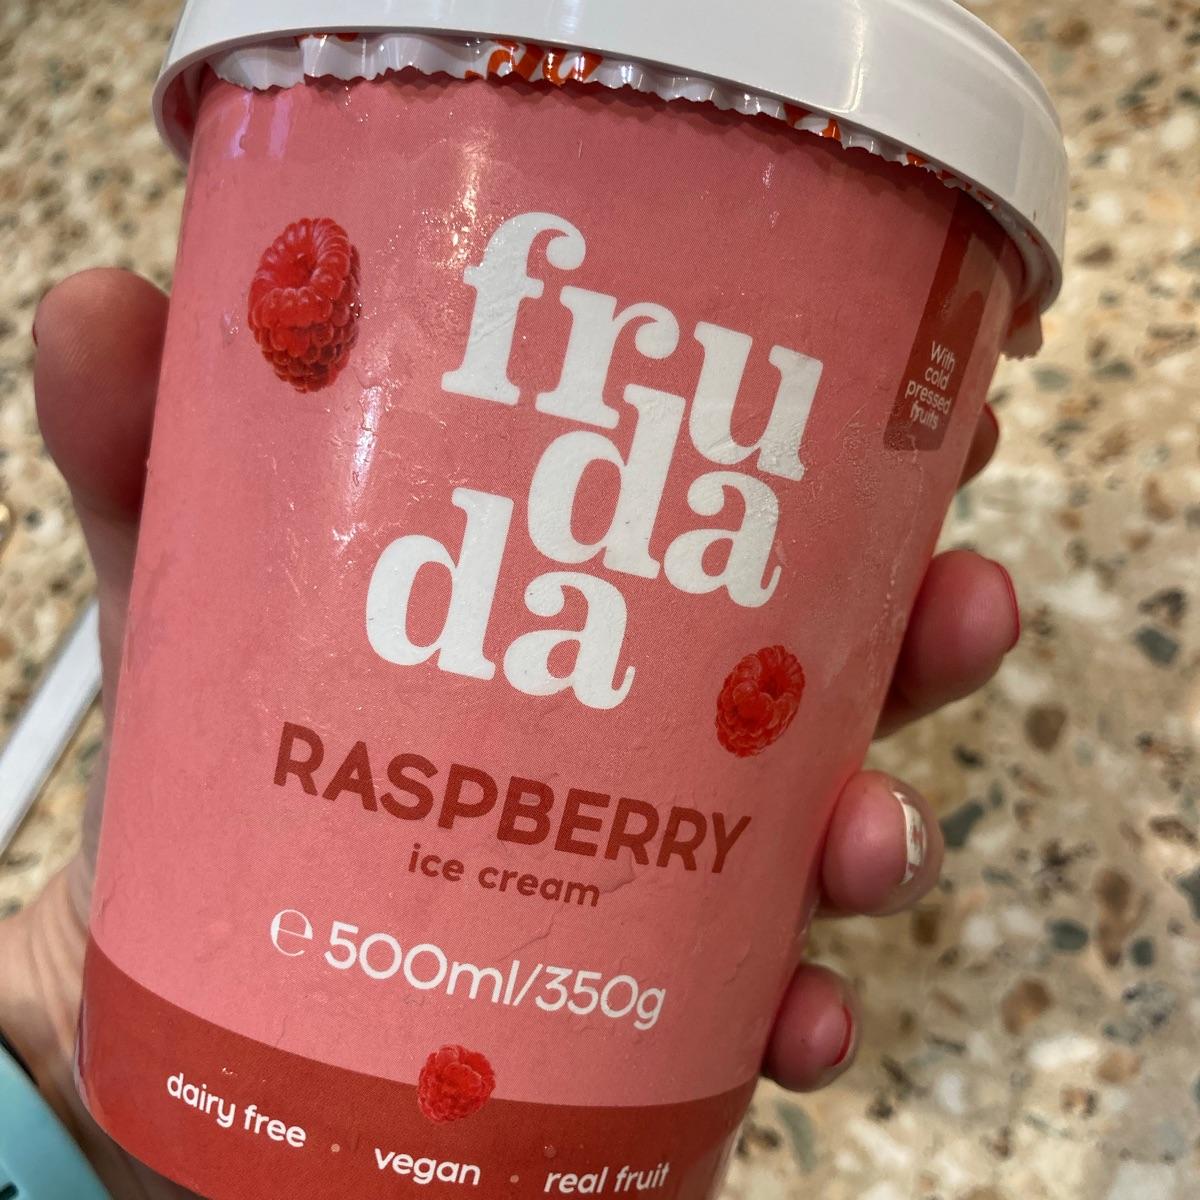 fru
da
da
With
cold
pressed
fruits
RASPBERRY
ice cream
℮ 500ml/350g
dairy free • vegan • real fruit